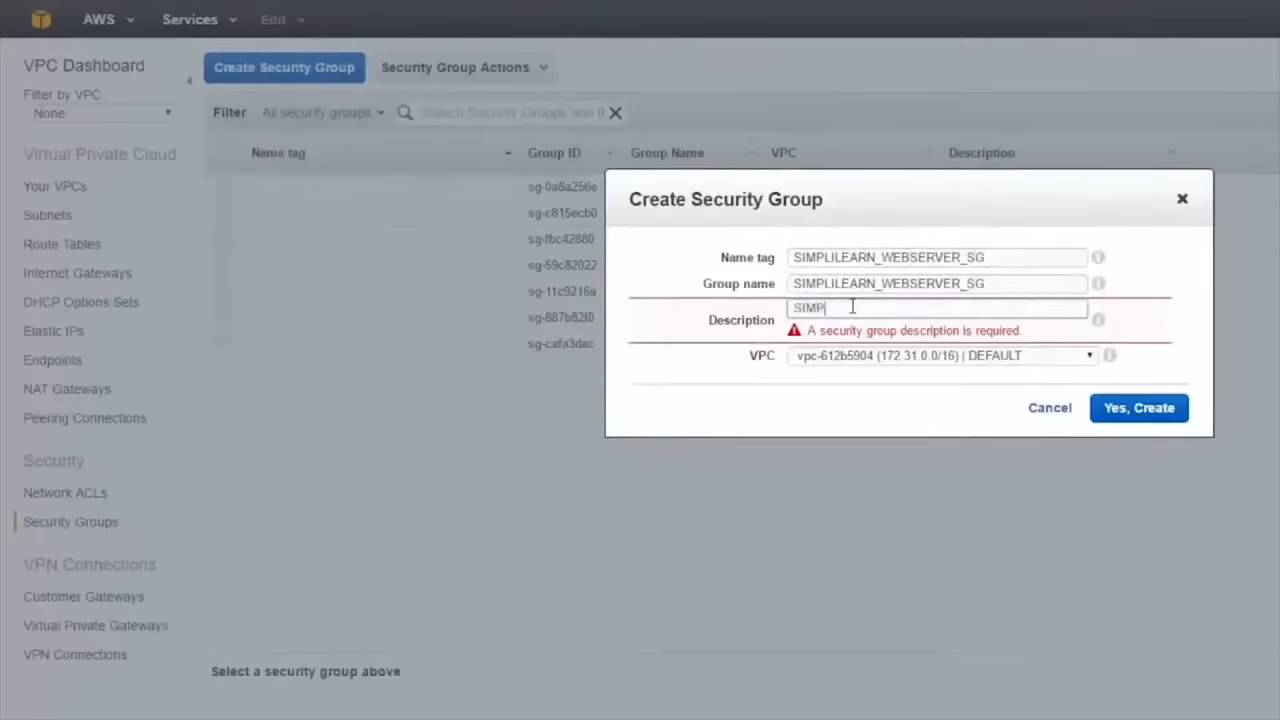 AWS Services Edit
VPC Dashboard
Filter by VPC
None
Virtual Private Cloud
Your VPCs
Subnets
Route Tables
Internet Gateways
DHCP Options Sets
Elastic IPs
Endpoints
NAT Gateways
Peering Connections
Security
Network ACLs
Security Groups
VPN Connections
Customer Gateways
Virtual Private Gateways
VPN Connections
Create Security Group Security Group Actions
Filter All security groups Search Security Groups and
Name tag Group ID Group Name VPC Description
sg-0a8a256e
sg-c815ecb0
sg-fbc42880
sg-59c82022
sg-11c9216a
sg-887b82f0
sg-cafa3dac
Create Security Group
Name tag SIMPLILEARN_WEBSERVER_SG
Group name SIMPLILEARN_WEBSERVER_SG
Description SIMP
A security group description is required.
VPC vpc-612b5904 (172.31.0.0/16) | DEFAULT
Cancel Yes, Create
Select a security group above